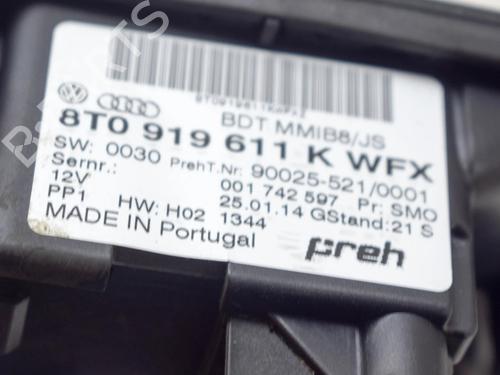 8T0919611KWFX
BDT MMIB8/JS
8T0 919 611 K WFX
SW: 0030 PrehT.Nr: 90025-521/0001
Sernr.: 001 742 597 Pr: SMO
12V 25.01.14 GStand: 21 S
PP1 HW: H02 1344
MADE IN Portugal
preh